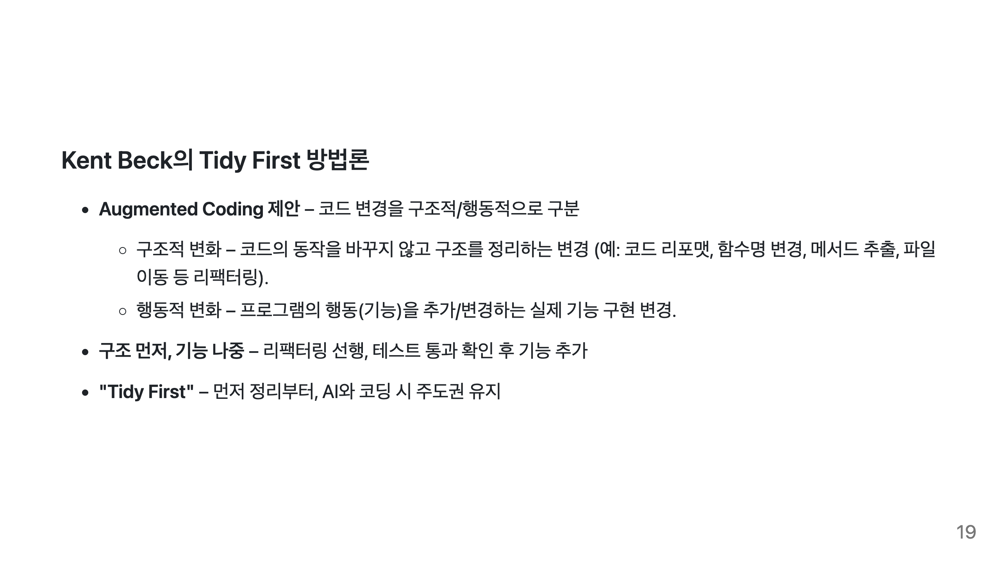 Kent Beck의 Tidy First 방법론
• Augmented Coding 제안 – 코드 변경을 구조적/행동적으로 구분
○ 구조적 변화 – 코드의 동작을 바꾸지 않고 구조를 정리하는 변경 (예: 코드 리포맷, 함수명 변경, 메서드 추출, 파일
이동 등 리팩터링).
○ 행동적 변화 – 프로그램의 행동(기능)을 추가/변경하는 실제 기능 구현 변경.
• 구조 먼저, 기능 나중 – 리팩터링 선행, 테스트 통과 확인 후 기능 추가
• "Tidy First" – 먼저 정리부터, AI와 코딩 시 주도권 유지
19